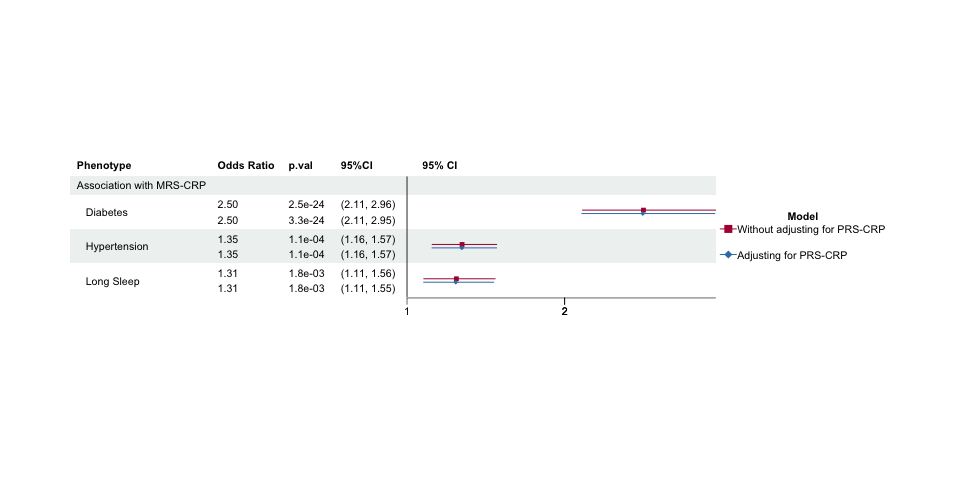 Phenotype Odds Ratio p.val 95%CI 95% CI
Association with MRS-CRP
Diabetes
2.50 2.5e-24 (2.11, 2.96)
2.50 3.3e-24 (2.11, 2.95)
Hypertension
1.35 1.1e-04 (1.16, 1.57)
1.35 1.1e-04 (1.16, 1.57)
Long Sleep
1.31 1.8e-03 (1.11, 1.56)
1.31 1.8e-03 (1.11, 1.55)
1 2
Model
Without adjusting for PRS-CRP
Adjusting for PRS-CRP